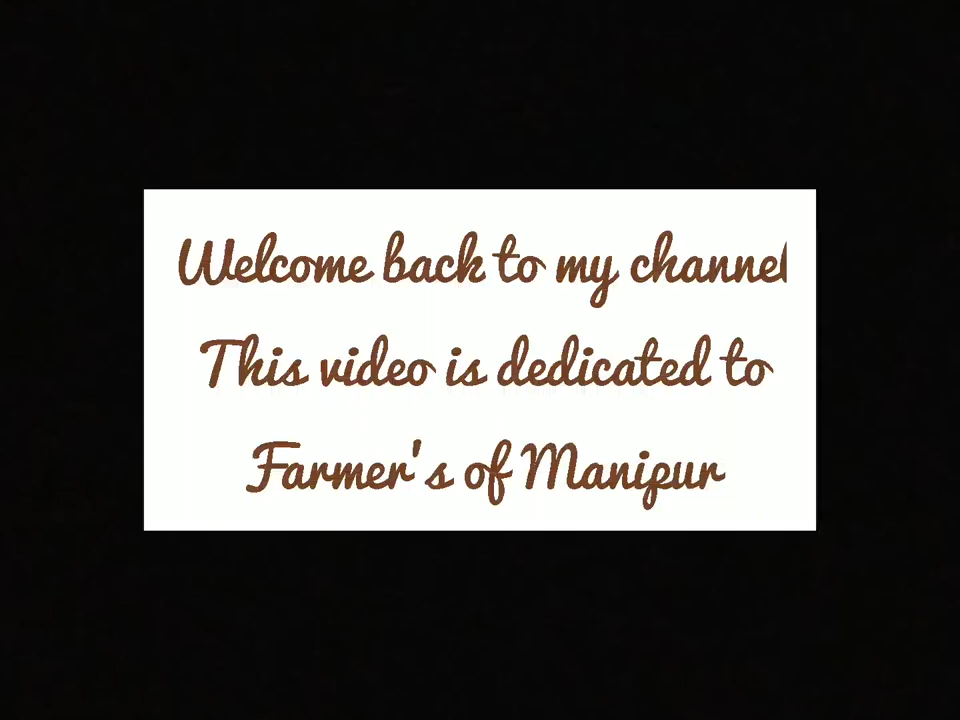 Welcome back to my channel
This video is dedicated to
Farmer's of Manipur